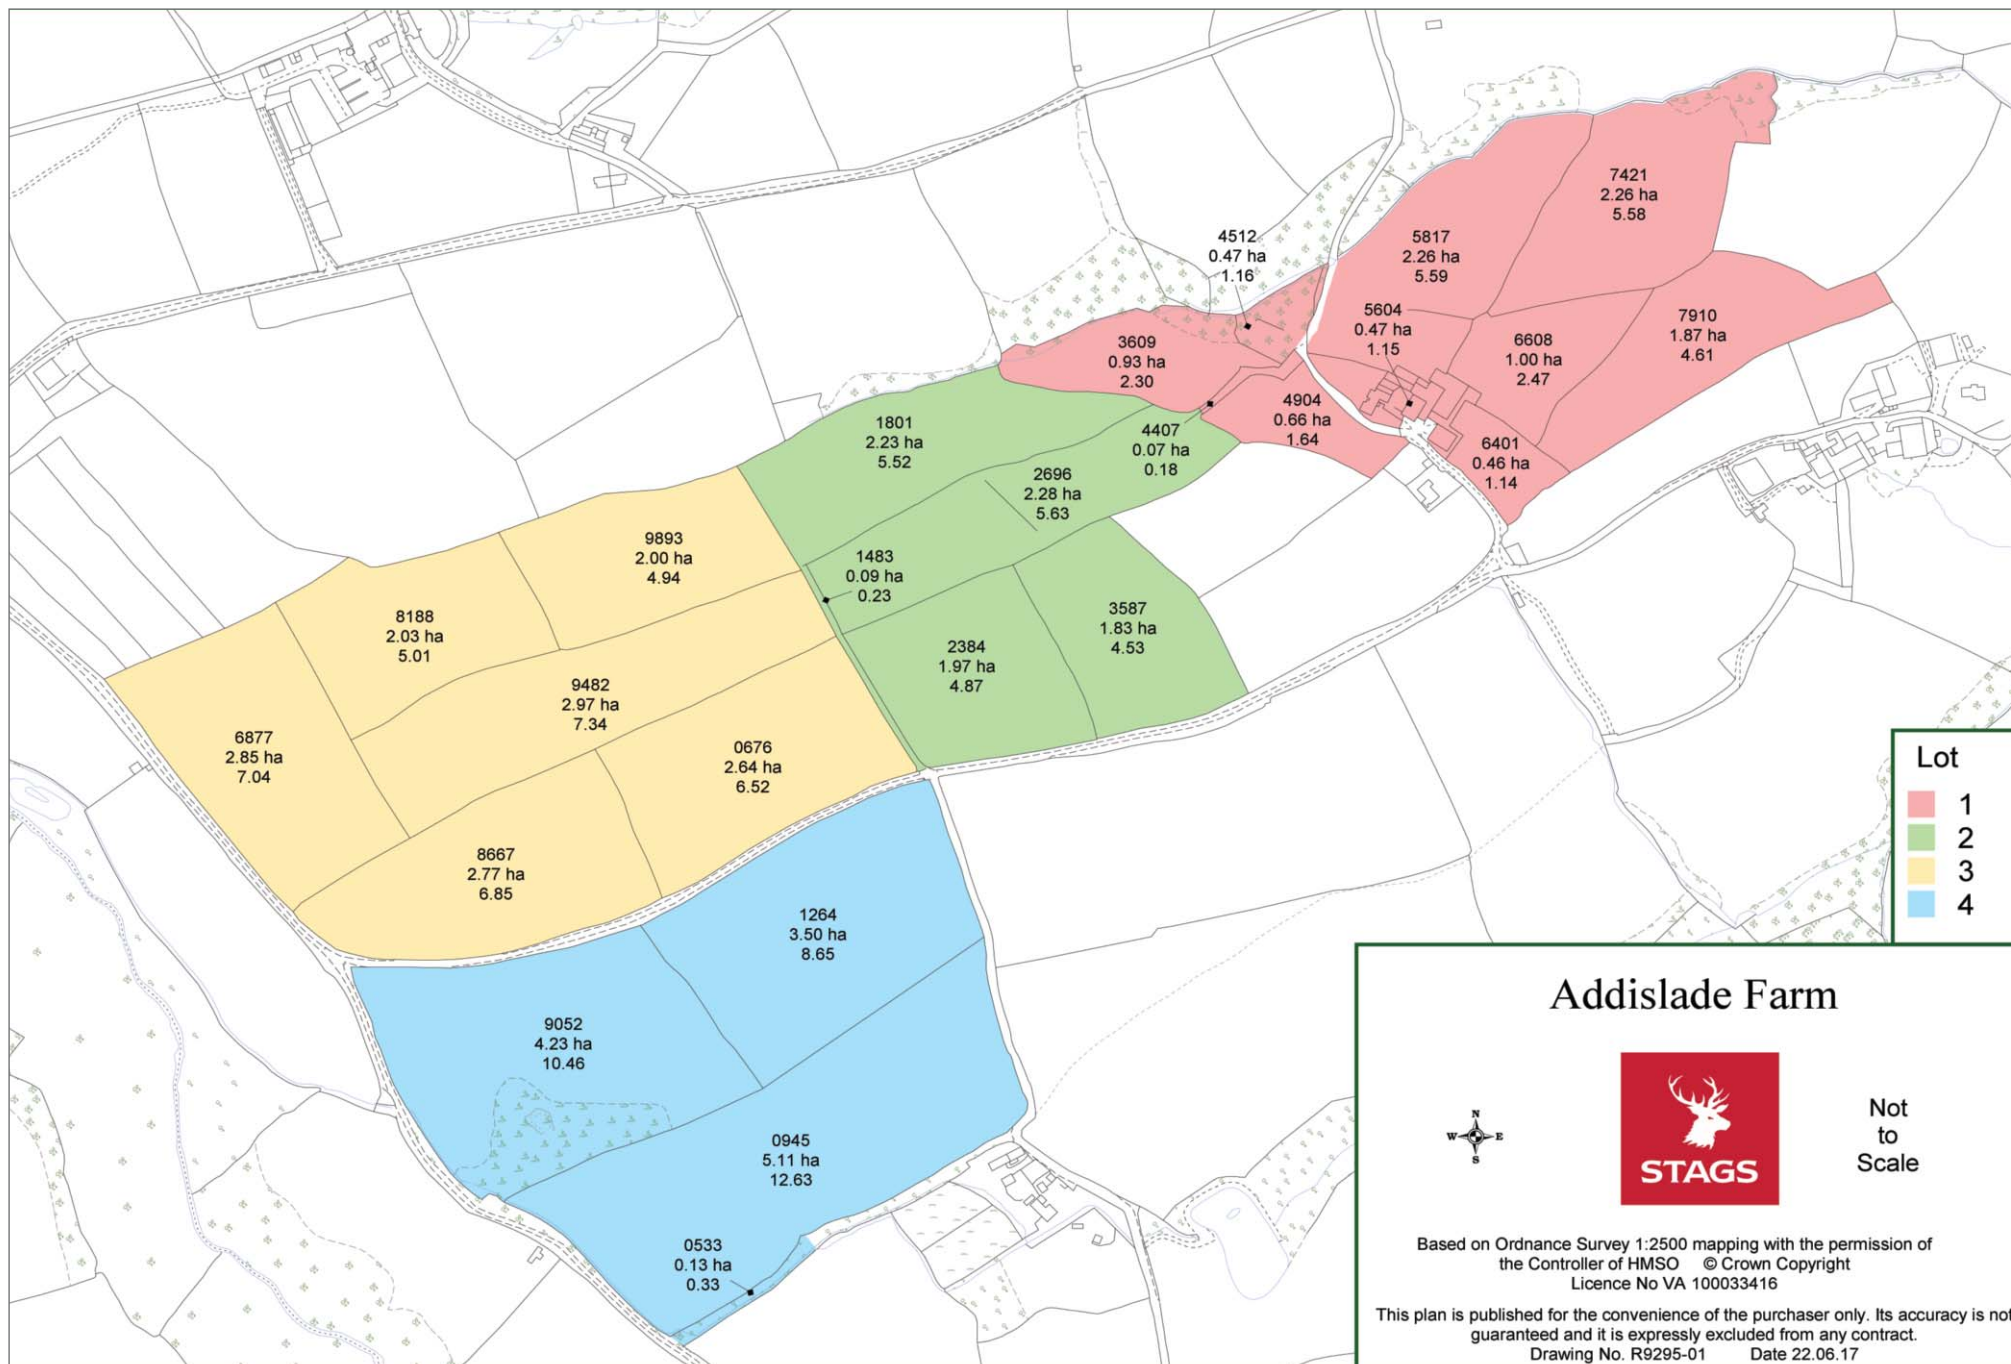 7421
2.26 ha
5.58
4512
0.47 ha
1.16
5817
2.26 ha
5.59
5604
0.47 ha
1.15
7910
1.87 ha
4.61
6608
1.00 ha
2.47
3609
0.93 ha
2.30
4904
0.66 ha
1.64
1801
2.23 ha
5.52
4407
0.07 ha
0.18
6401
0.46 ha
1.14
2696
2.28 ha
5.63
9893
2.00 ha
4.94
1483
0.09 ha
0.23
8188
2.03 ha
5.01
3587
1.83 ha
4.53
2384
1.97 ha
4.87
9482
2.97 ha
7.34
6877
2.85 ha
7.04
0676
2.64 ha
6.52
8667
2.77 ha
6.85
1264
3.50 ha
8.65
9052
4.23 ha
10.46
0945
5.11 ha
12.63
0533
0.13 ha
0.33
Lot
1
2
3
4
Addislade Farm
N
W E
S
STAGS
Not
to
Scale
Based on Ordnance Survey 1:2500 mapping with the permission of
the Controller of HMSO © Crown Copyright
Licence No VA 100033416
This plan is published for the convenience of the purchaser only. Its accuracy is not
guaranteed and it is expressly excluded from any contract.
Drawing No. R9295-01 Date 22.06.17